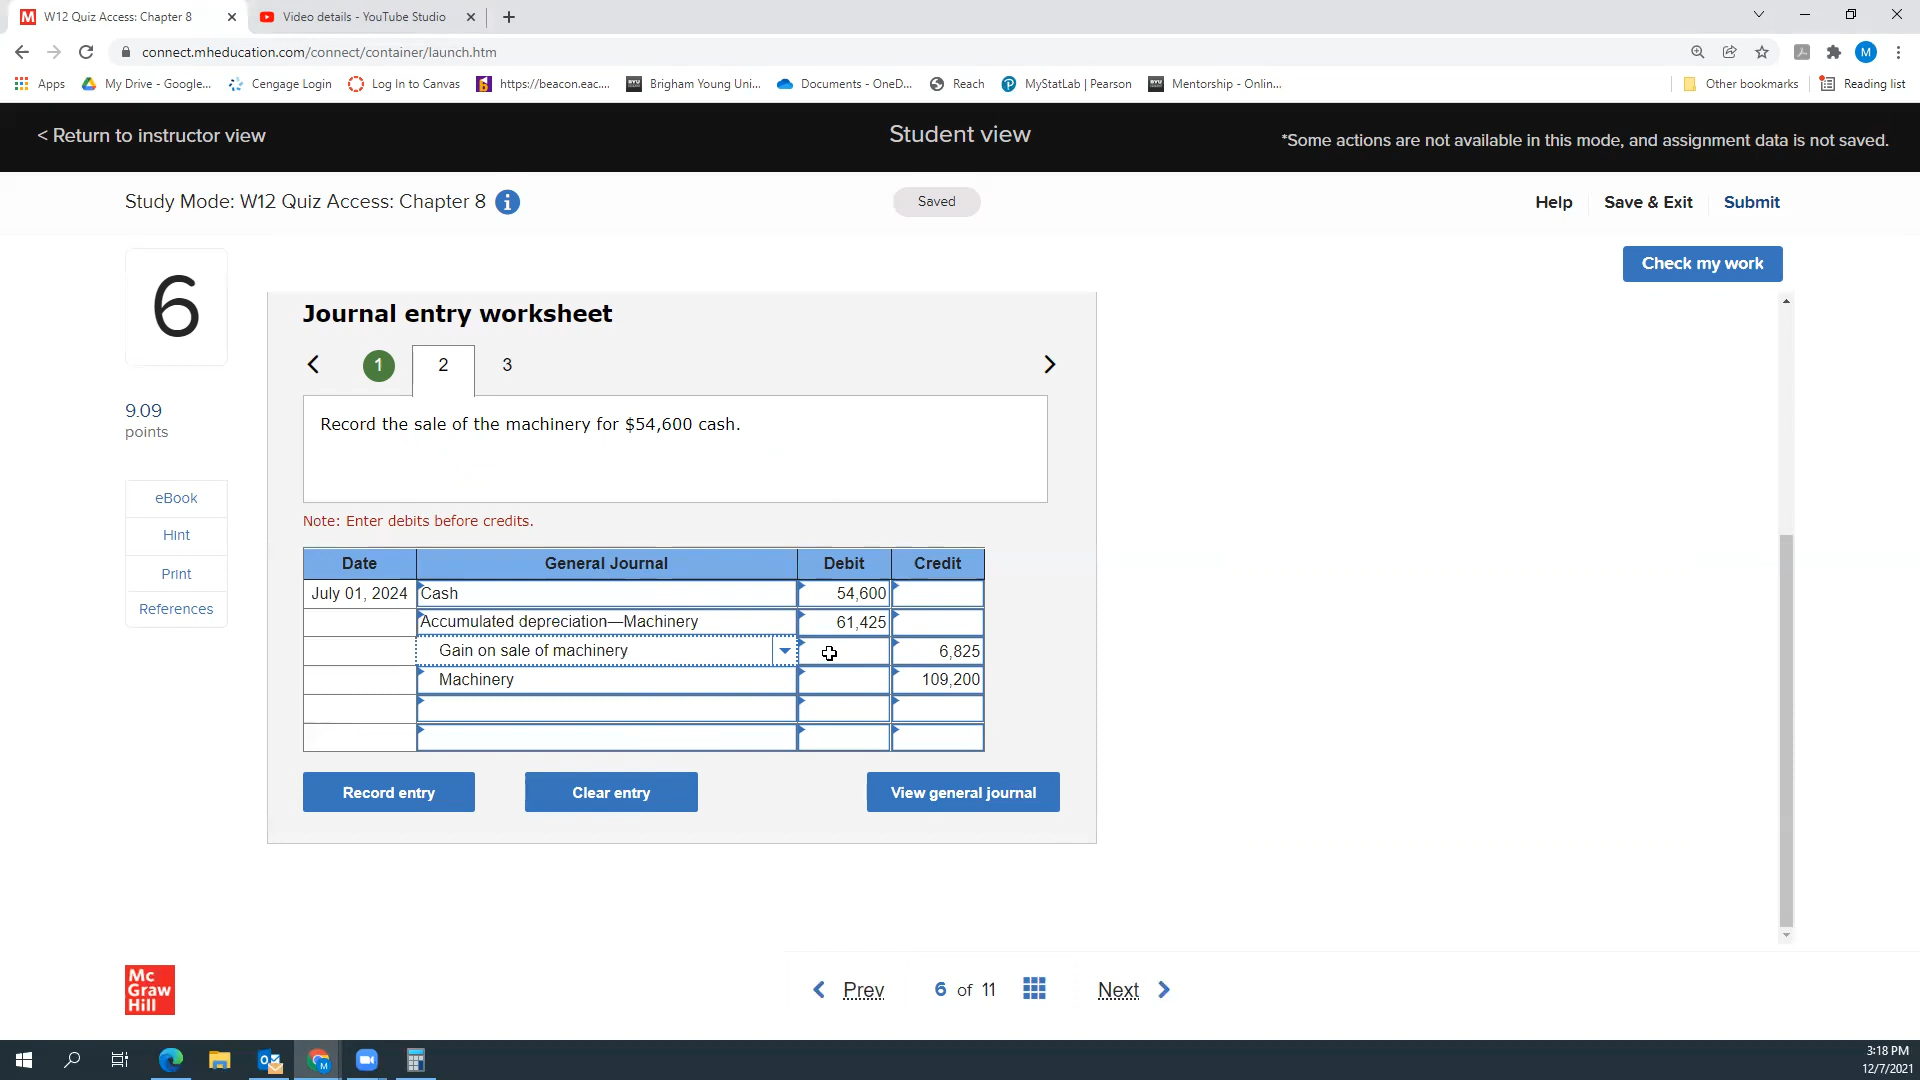 W12 Quiz Access: Chapter 8
Video details - YouTube Studio
connect.mheducation.com/connect/container/launch.htm
Apps
My Drive - Google...
Cengage Login
Log In to Canvas
https://beacon.eac....
Brigham Young Uni...
Documents - OneD...
Reach
MyStatLab | Pearson
Mentorship - Onlin...
Other bookmarks
Reading list
< Return to instructor view
Student view
*Some actions are not available in this mode, and assignment data is not saved.
Study Mode: W12 Quiz Access: Chapter 8
Saved
Help
Save & Exit
Submit
Check my work
6
9.09
points
eBook
Hint
Print
References
Journal entry worksheet
1 2 3
Record the sale of the machinery for $54,600 cash.
Note: Enter debits before credits.
Date General Journal Debit Credit
July 01, 2024 Cash 54,600
Accumulated depreciation—Machinery 61,425
Gain on sale of machinery 6,825
Machinery 109,200
Record entry
Clear entry
View general journal
Mc
Graw
Hill
Prev
6 of 11
Next
3:18 PM
12/7/2021